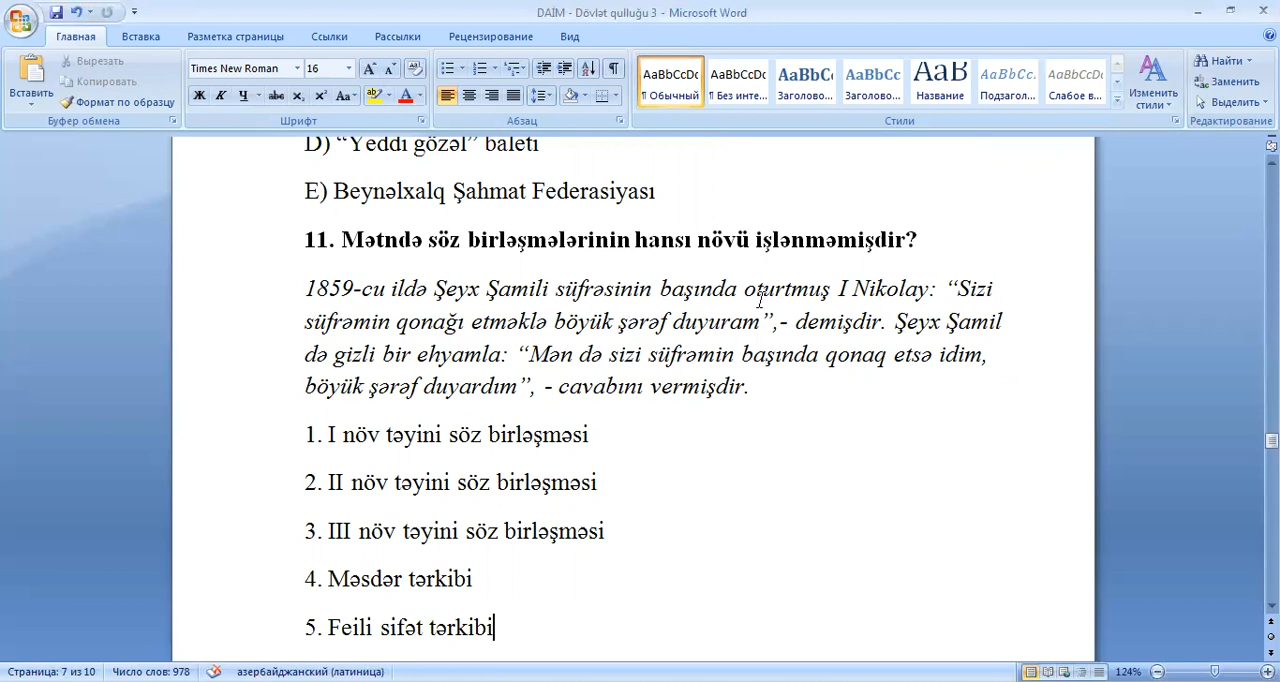 DAIM - Dövlət qulluğu 3 - Microsoft Word
Главная Вставка Разметка страницы Ссылки Рассылки Рецензирование Вид
Вставить
Вырезать
Копировать
Формат по образцу
Буфер обмена
Times New Roman 16
Ж К Ч abc x₂ x² Aa
Шрифт
Абзац
AaBbCcDc AaBbCcDc AaBbC AaBbCc AaB AaBbCc. AaBbCcDc
¶ Обычный ¶ Без инте... Заголово... Заголово... Название Подзагол... Слабое в...
Изменить стили
Стили
Найти
Заменить
Выделить
Редактирование
D) “Yeddi gözəl” baleti
E) Beynəlxalq Şahmat Federasiyası
11. Mətndə söz birləşmələrinin hansı növü işlənməmişdir?
1859-cu ildə Şeyx Şamili süfrəsinin başında oturtmuş I Nikolay: “Sizi
süfrəmin qonağı etməklə böyük şərəf duyuram”,- demişdir. Şeyx Şamil
də gizli bir ehyamla: “Mən də sizi süfrəmin başında qonaq etsə idim,
böyük şərəf duyardım”, - cavabını vermişdir.
1. I növ təyini söz birləşməsi
2. II növ təyini söz birləşməsi
3. III növ təyini söz birləşməsi
4. Məsdər tərkibi
5. Feili sifət tərkibi
Страница: 7 из 10 Число слов: 978 азербайджанский (латиница) 124%